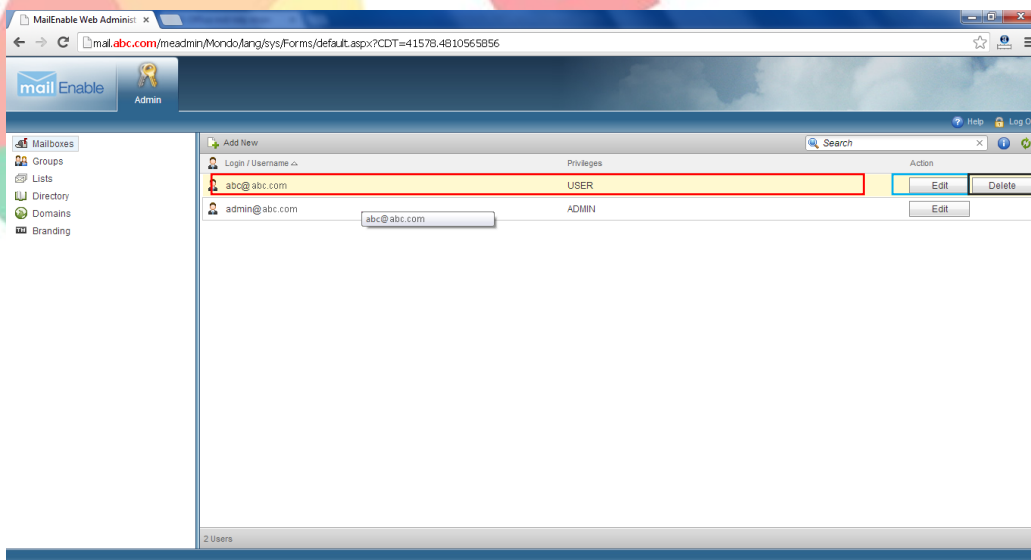 MailEnable Web Administ
mail.abc.com/meadmin/Mondo/lang/sys/Forms/default.aspx?CDT=41578.4810565856
mail Enable
Admin
Help Log O
Mailboxes
Groups
Lists
Directory
Domains
TM Branding
Add New Search
Login / Username Privileges Action
abc@abc.com USER Edit Delete
admin@abc.com ADMIN Edit
abc@abc.com
2 Users